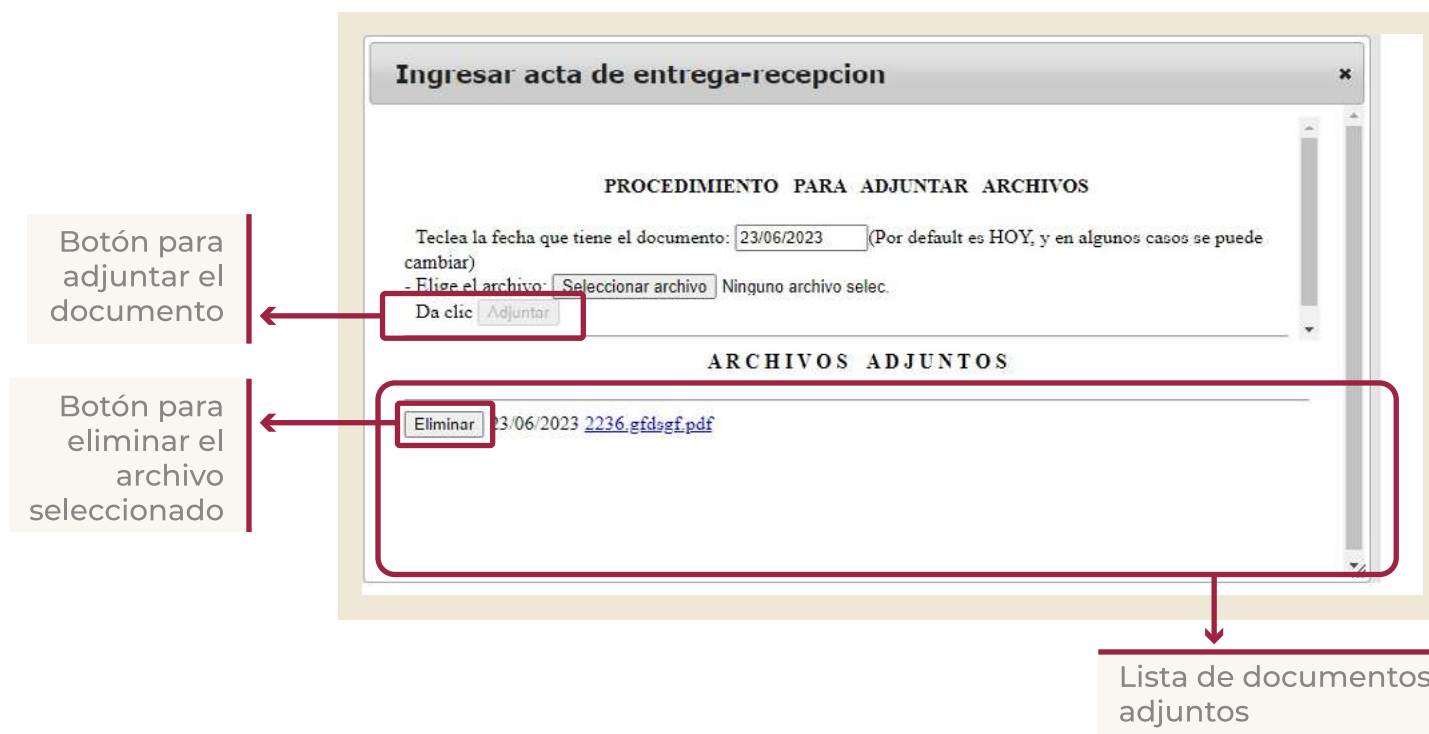 Ingresar acta de entrega-recepcion
PROCEDIMIENTO PARA ADJUNTAR ARCHIVOS
Teclea la fecha que tiene el documento: 23/06/2023 (Por default es HOY, y en algunos casos se puede
cambiar)
- Elige el archivo: Seleccionar archivo Ninguno archivo selec.
Da clic Adjuntar
ARCHIVOS ADJUNTOS
Eliminar 23/06/2023 2236.gfdsgf.pdf
Botón para
adjuntar el
documento
Botón para
eliminar el
archivo
seleccionado
Lista de documentos
adjuntos